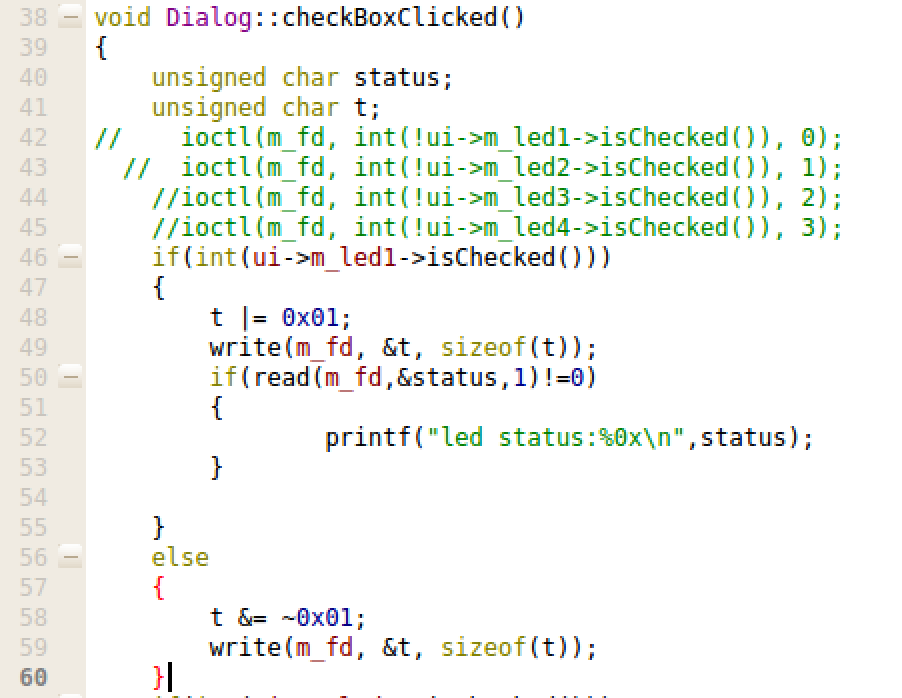 38 void Dialog::checkBoxClicked()
39 {
40     unsigned char status;
41     unsigned char t;
42 //    ioctl(m_fd, int(!ui->m_led1->isChecked()), 0);
43   //  ioctl(m_fd, int(!ui->m_led2->isChecked()), 1);
44     //ioctl(m_fd, int(!ui->m_led3->isChecked()), 2);
45     //ioctl(m_fd, int(!ui->m_led4->isChecked()), 3);
46     if(int(ui->m_led1->isChecked()))
47     {
48         t |= 0x01;
49         write(m_fd, &t, sizeof(t));
50         if(read(m_fd,&status,1)!=0)
51         {
52                 printf("led status:%0x\n",status);
53         }
54
55     }
56     else
57     {
58         t &= ~0x01;
59         write(m_fd, &t, sizeof(t));
60     }